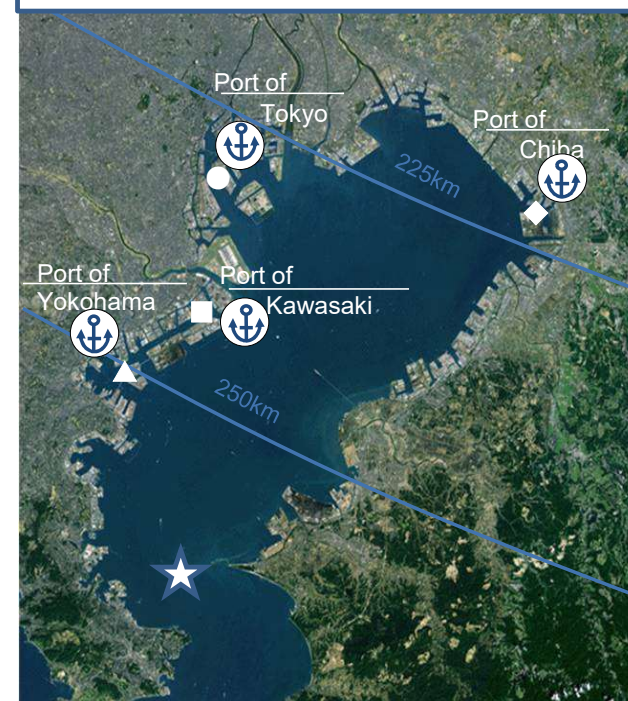 Port of
Tokyo
Port of
Chiba
225km
Port of
Yokohama
Port of
Kawasaki
250km